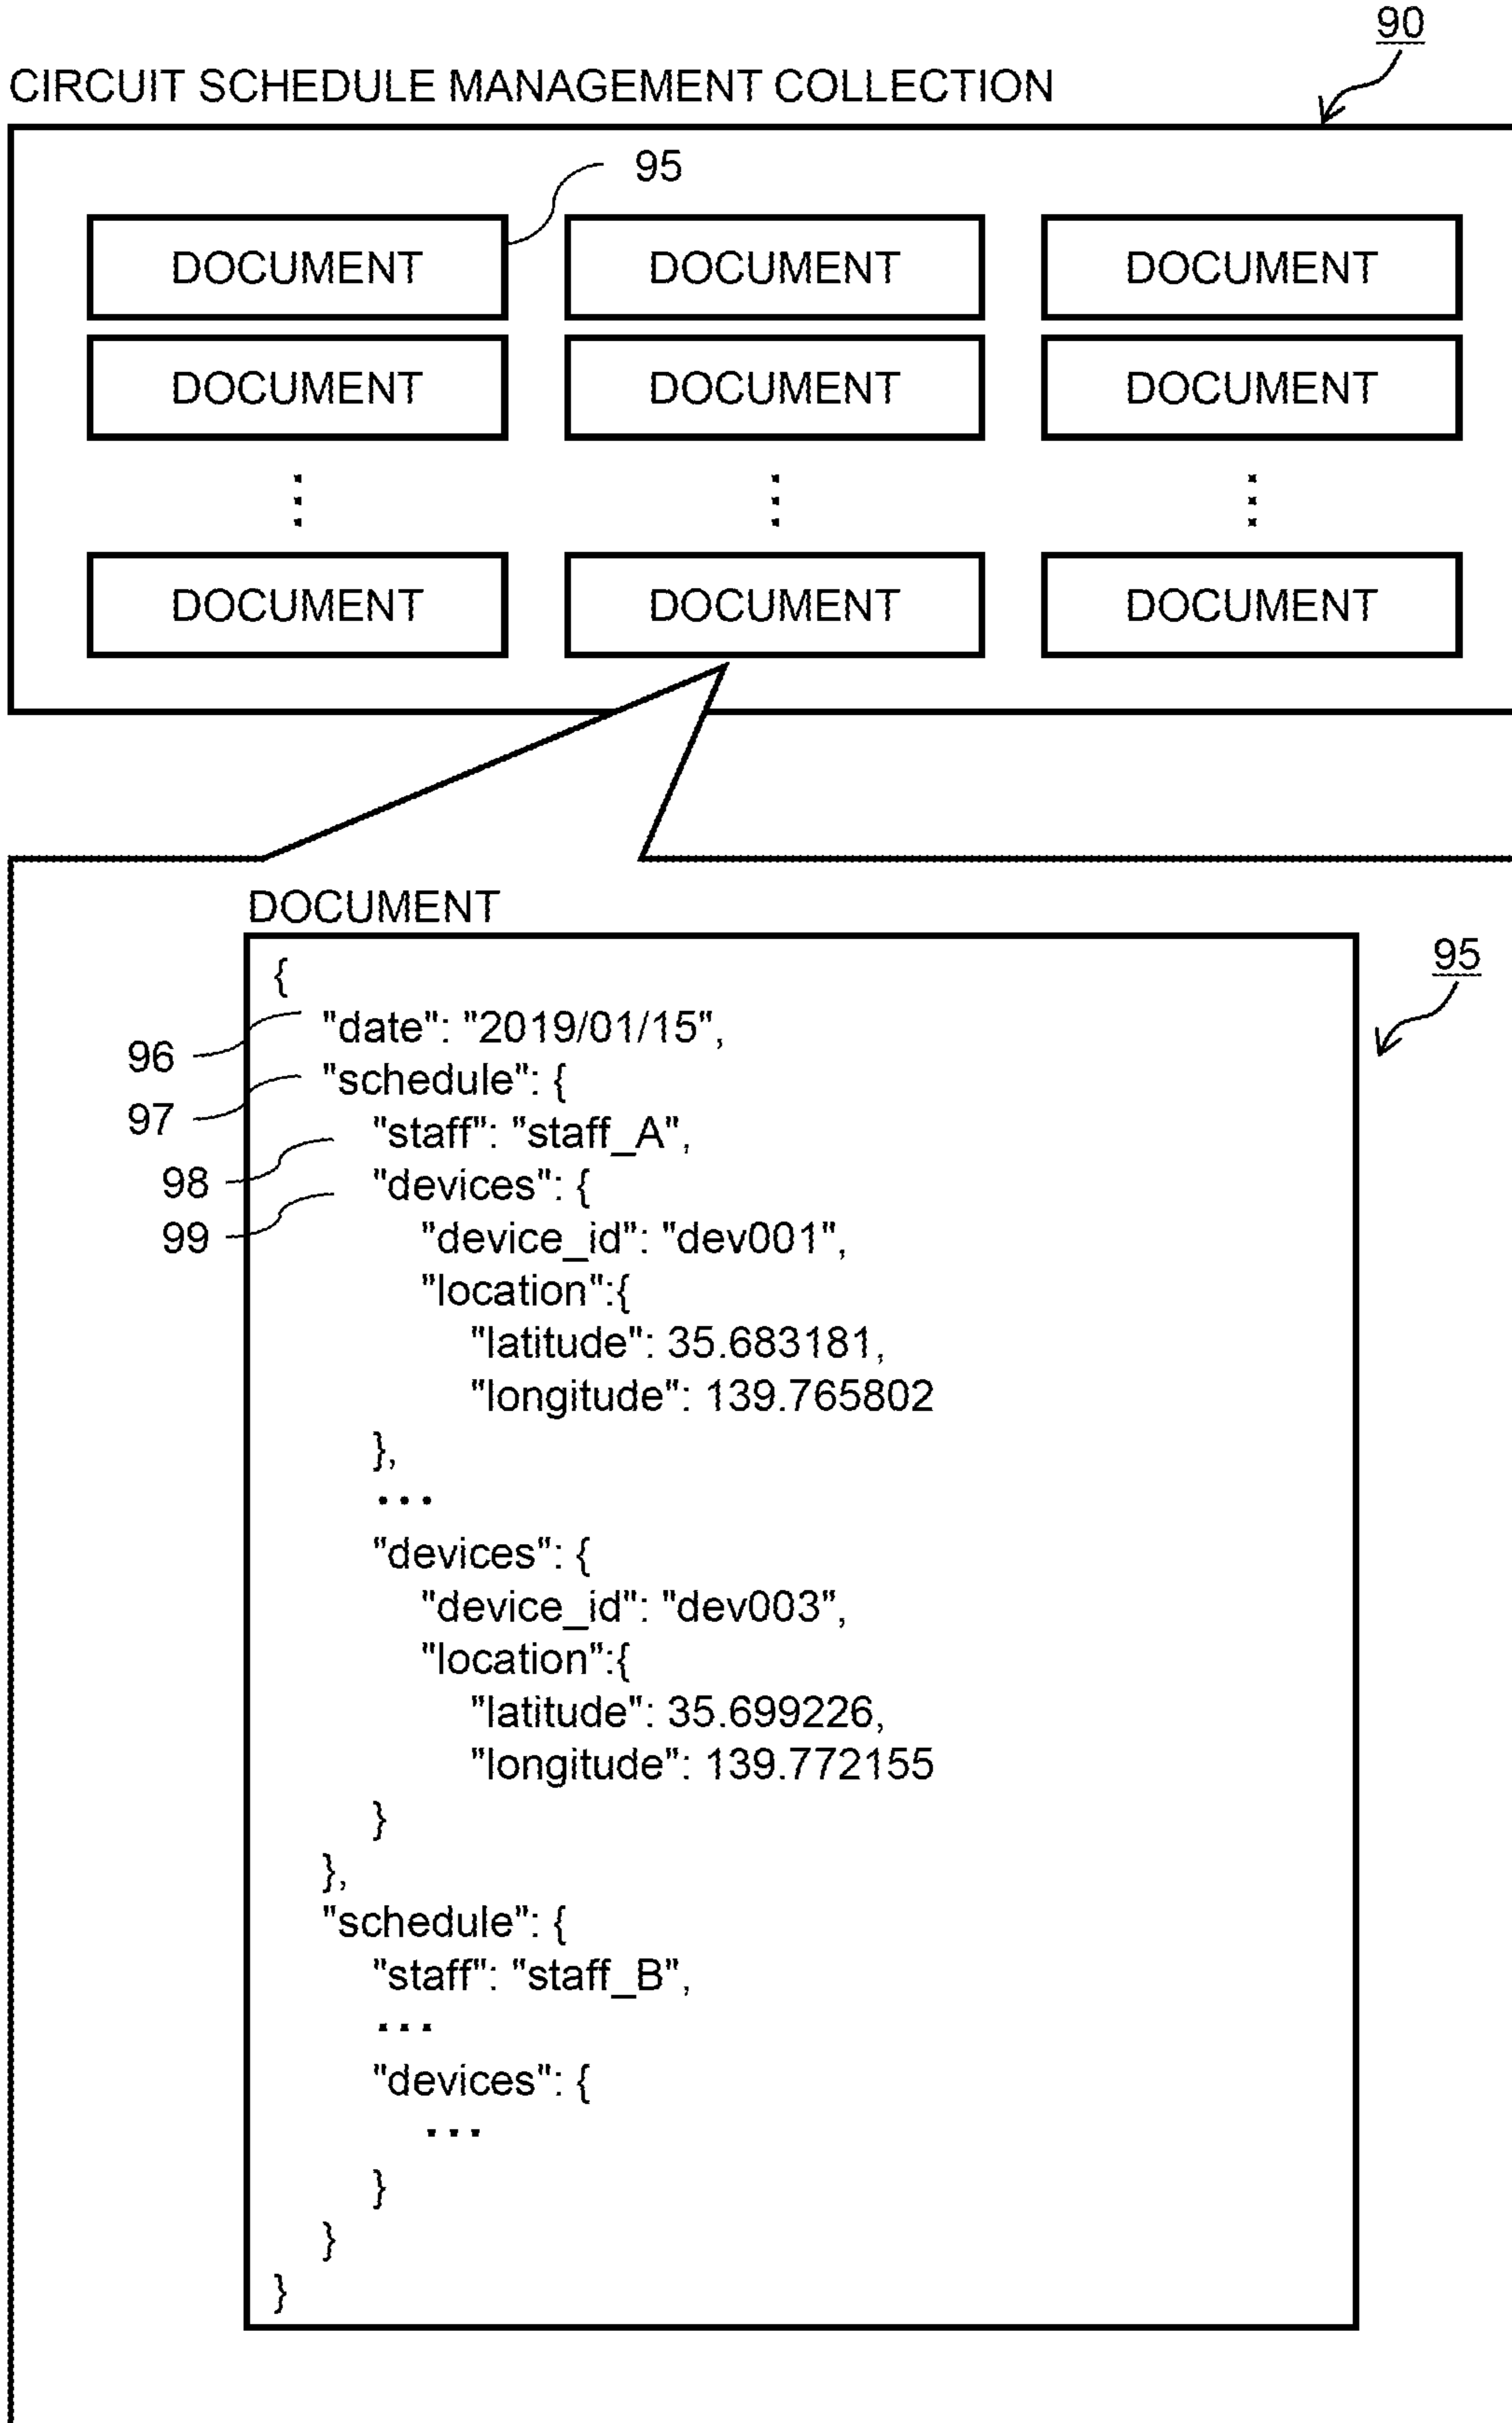 90
CIRCUIT SCHEDULE MANAGEMENT COLLECTION
95
DOCUMENT DOCUMENT DOCUMENT
DOCUMENT DOCUMENT DOCUMENT
⋮ ⋮ ⋮
DOCUMENT DOCUMENT DOCUMENT
DOCUMENT
95
{
96 "date": "2019/01/15",
97 "schedule": {
98 "staff": "staff_A",
99 "devices": {
"device_id": "dev001",
"location":{
"latitude": 35.683181,
"longitude": 139.765802
},
...
"devices": {
"device_id": "dev003",
"location":{
"latitude": 35.699226,
"longitude": 139.772155
}
},
"schedule": {
"staff": "staff_B",
...
"devices": {
...
}
}
}